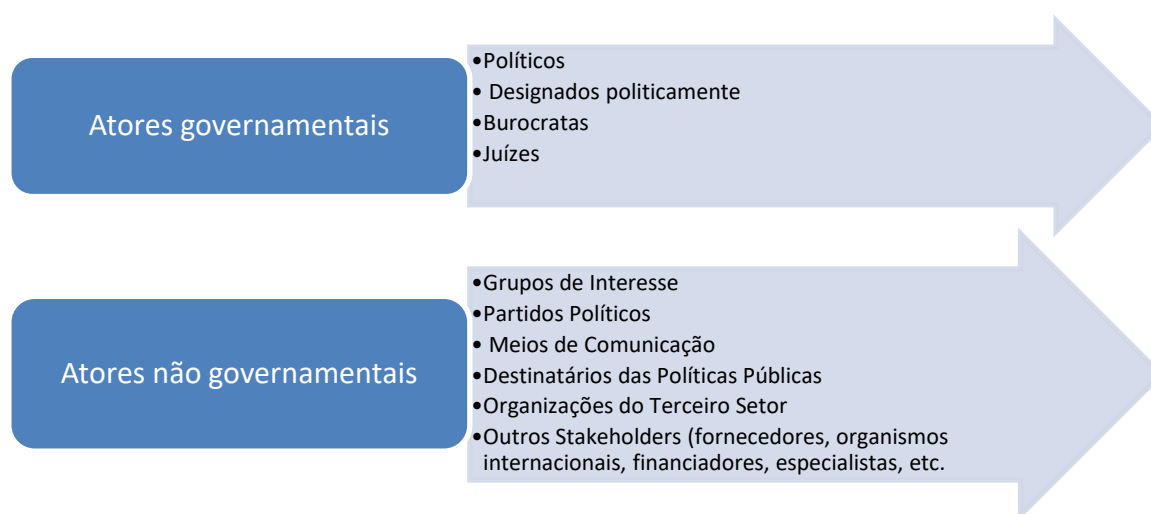 Atores governamentais
•Políticos
• Designados politicamente
•Burocratas
•Juízes
Atores não governamentais
•Grupos de Interesse
•Partidos Políticos
• Meios de Comunicação
•Destinatários das Políticas Públicas
•Organizações do Terceiro Setor
•Outros Stakeholders (fornecedores, organismos
internacionais, financiadores, especialistas, etc.